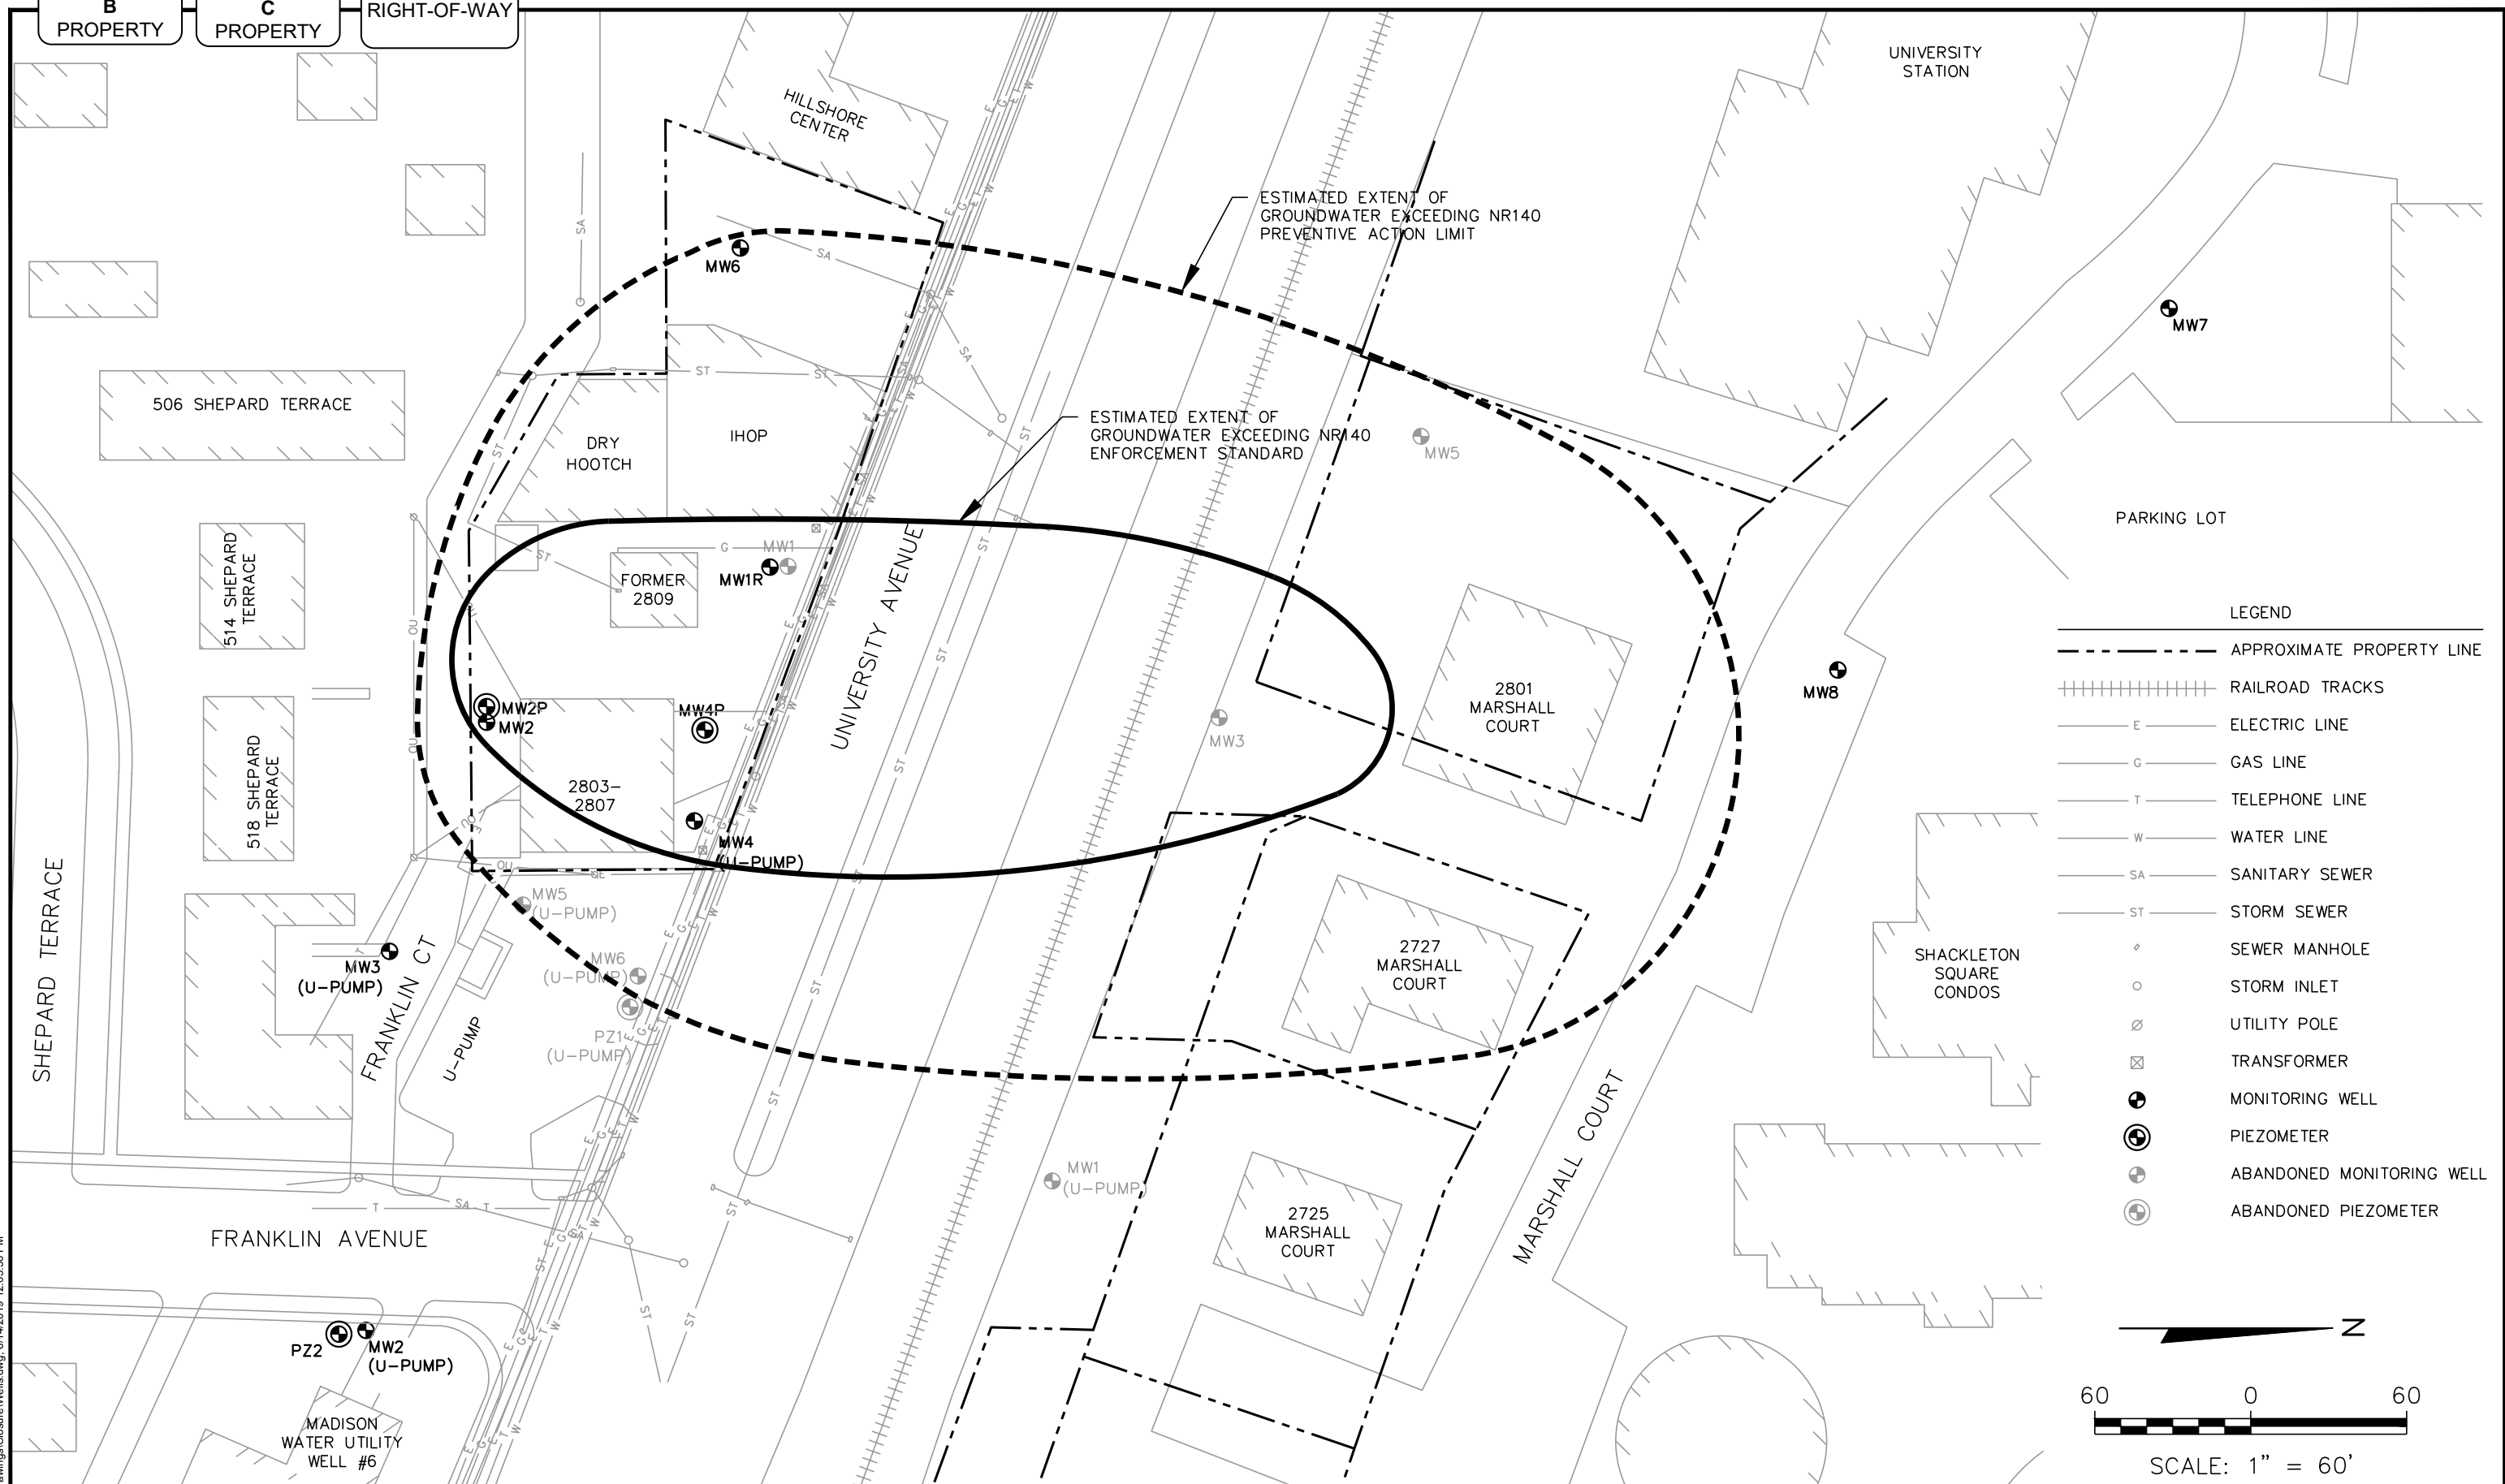 B
PROPERTY
C
PROPERTY
RIGHT-OF-WAY
HILLSHORE
CENTER
UNIVERSITY
STATION
ESTIMATED EXTENT OF
GROUNDWATER EXCEEDING NR140
PREVENTIVE ACTION LIMIT
MW6
MW7
506 SHEPARD TERRACE
DRY
HOOTCH
IHOP
ESTIMATED EXTENT OF
GROUNDWATER EXCEEDING NR140
ENFORCEMENT STANDARD
MW5
PARKING LOT
514 SHEPARD
TERRACE
FORMER
2809
MW1
MW1R
UNIVERSITY AVENUE
MW2P
MW2
MW4P
MW3
2801
MARSHALL
COURT
MW8
518 SHEPARD
TERRACE
2803-
2807
MW4
(U-PUMP)
MW5
(U-PUMP)
MW3
(U-PUMP)
MW6
(U-PUMP)
PZ1
(U-PUMP)
SHEPARD TERRACE
FRANKLIN CT
U-PUMP
2727
MARSHALL
COURT
SHACKLETON
SQUARE
CONDOS
MW1
(U-PUMP)
2725
MARSHALL
COURT
MARSHALL COURT
FRANKLIN AVENUE
PZ2
MW2
(U-PUMP)
MADISON
WATER UTILITY
WELL #6
LEGEND
APPROXIMATE PROPERTY LINE
RAILROAD TRACKS
E ELECTRIC LINE
G GAS LINE
T TELEPHONE LINE
W WATER LINE
SA SANITARY SEWER
ST STORM SEWER
SEWER MANHOLE
STORM INLET
UTILITY POLE
TRANSFORMER
MONITORING WELL
PIEZOMETER
ABANDONED MONITORING WELL
ABANDONED PIEZOMETER
N
60 0 60
SCALE: 1" = 60'